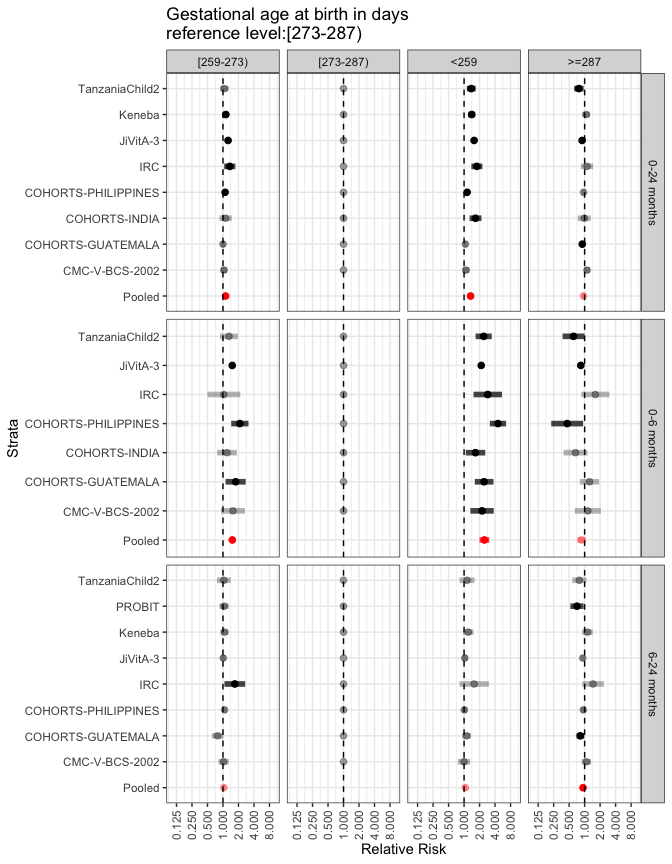 Gestational age at birth in days
reference level:[273-287)
[259-273)
[273-287)
<259
>=287
TanzaniaChild2
Keneba
JiVitA-3
IRC
COHORTS-PHILIPPINES
COHORTS-INDIA
COHORTS-GUATEMALA
CMC-V-BCS-2002
Pooled
0-24 months
TanzaniaChild2
JiVitA-3
IRC
COHORTS-PHILIPPINES
COHORTS-INDIA
COHORTS-GUATEMALA
CMC-V-BCS-2002
Pooled
0-6 months
Strata
TanzaniaChild2
PROBIT
Keneba
JiVitA-3
IRC
COHORTS-PHILIPPINES
COHORTS-GUATEMALA
CMC-V-BCS-2002
Pooled
6-24 months
0.125 0.250 0.500 1.000 2.000 4.000 8.000
0.125 0.250 0.500 1.000 2.000 4.000 8.000
0.125 0.250 0.500 1.000 2.000 4.000 8.000
0.125 0.250 0.500 1.000 2.000 4.000 8.000
Relative Risk